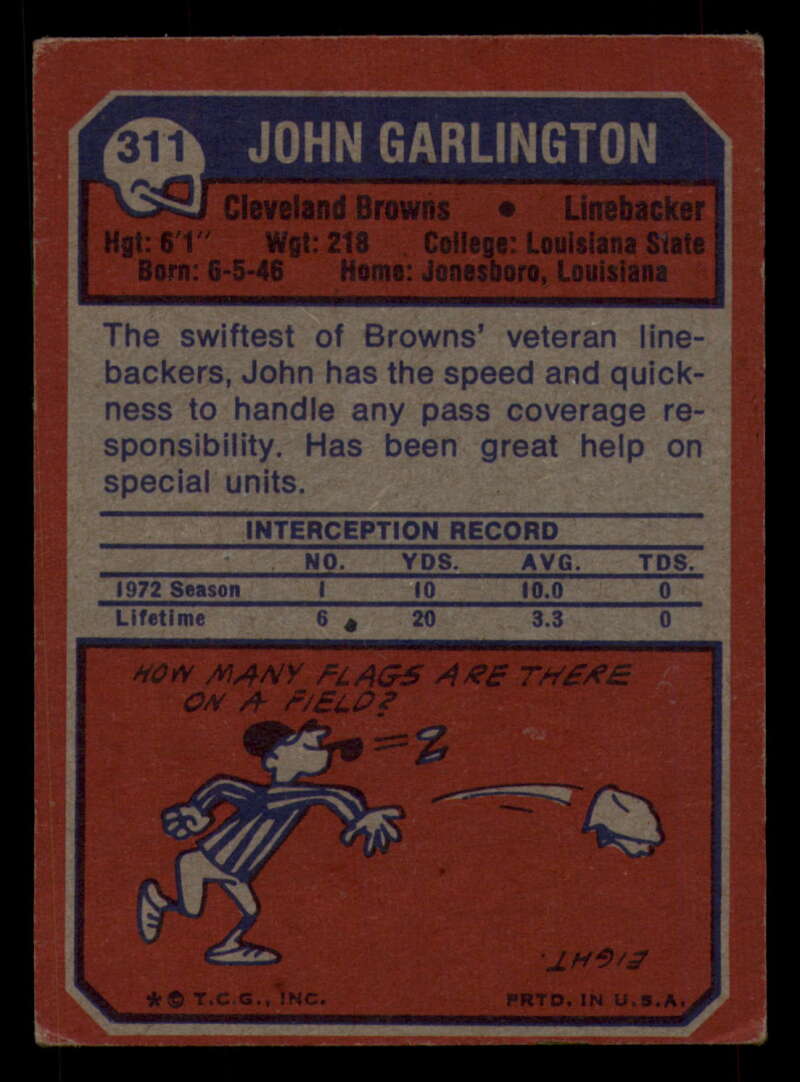 311 JOHN GARLINGTON
Cleveland Browns • Linebacker
Hgt: 6'1" Wgt: 218 College: Louisiana State
Born: 6-5-46 Home: Jonesboro, Louisiana
The swiftest of Browns' veteran line-
backers, John has the speed and quick-
ness to handle any pass coverage re-
sponsibility. Has been great help on
special units.
INTERCEPTION RECORD
NO. YDS. AVG. TDS.
1972 Season 1 10 10.0 0
Lifetime 6 20 3.3 0
HOW MANY FLAGS ARE THERE
ON A FIELD?
=2
EIGHT.
* © T.C.G., INC. PRTD. IN U.S.A.